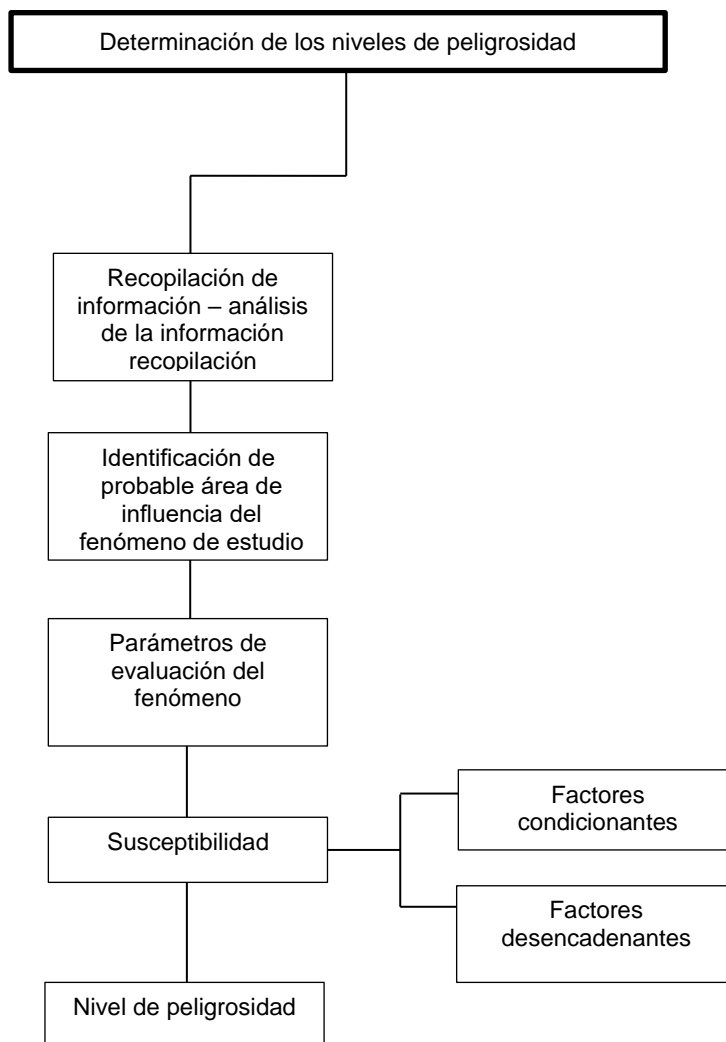 Determinación de los niveles de peligrosidad
Recopilación de
información – análisis
de la información
recopilación
Identificación de
probable área de
influencia del
fenómeno de estudio
Parámetros de
evaluación del
fenómeno
Susceptibilidad
Factores
condicionantes
Factores
desencadenantes
Nivel de peligrosidad